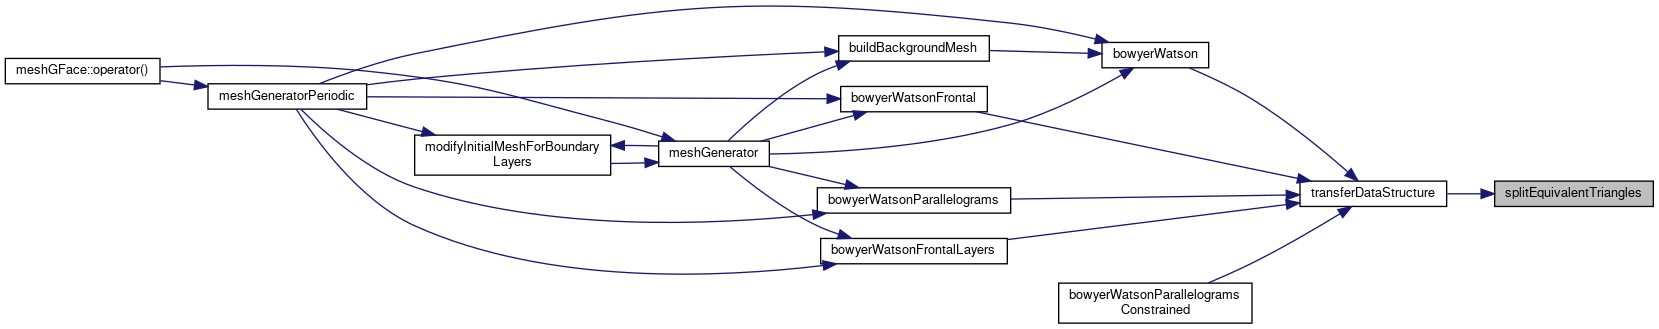 meshGFace::operator()
meshGeneratorPeriodic
modifyInitialMeshForBoundary
Layers
meshGenerator
buildBackgroundMesh
bowyerWatsonFrontal
bowyerWatsonParallelograms
bowyerWatsonFrontalLayers
bowyerWatson
bowyerWatsonParallelograms
Constrained
transferDataStructure
splitEquivalentTriangles